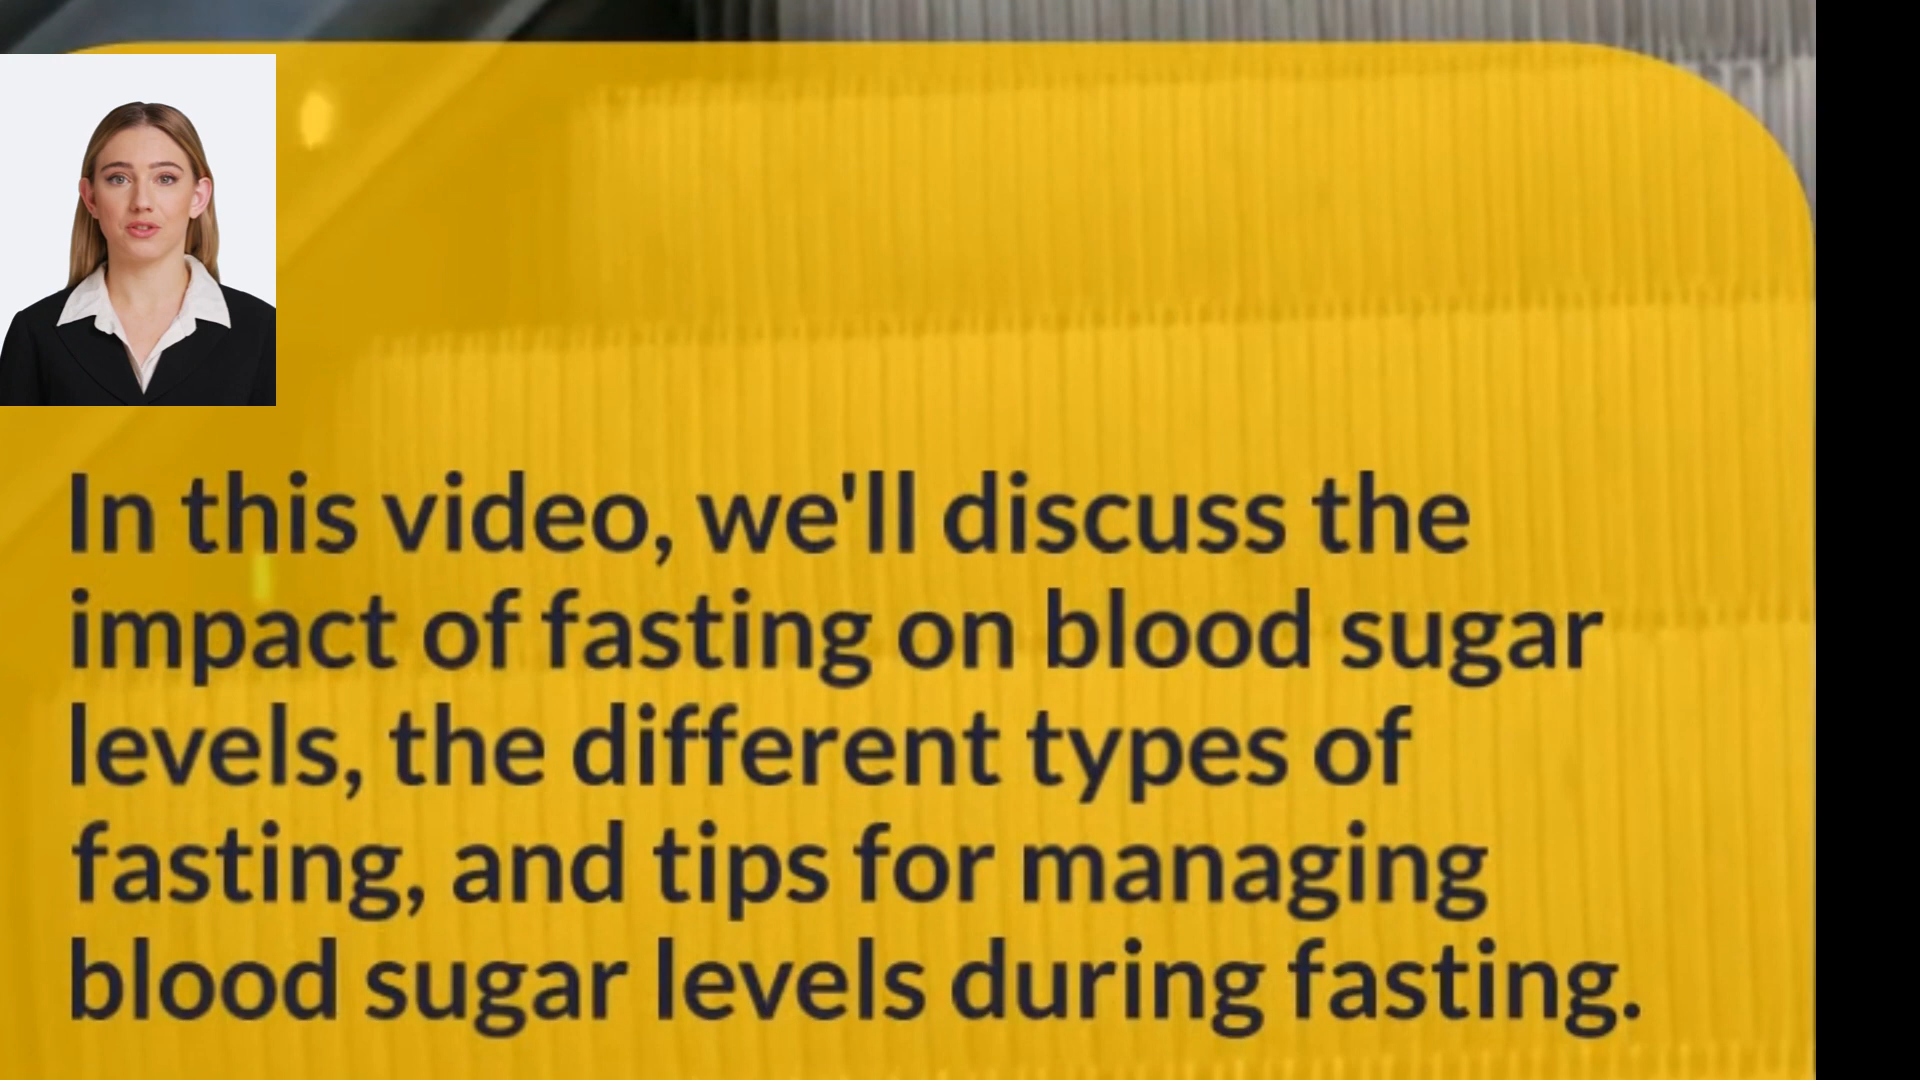 In this video, we'll discuss the
impact of fasting on blood sugar
levels, the different types of
fasting, and tips for managing
blood sugar levels during fasting.